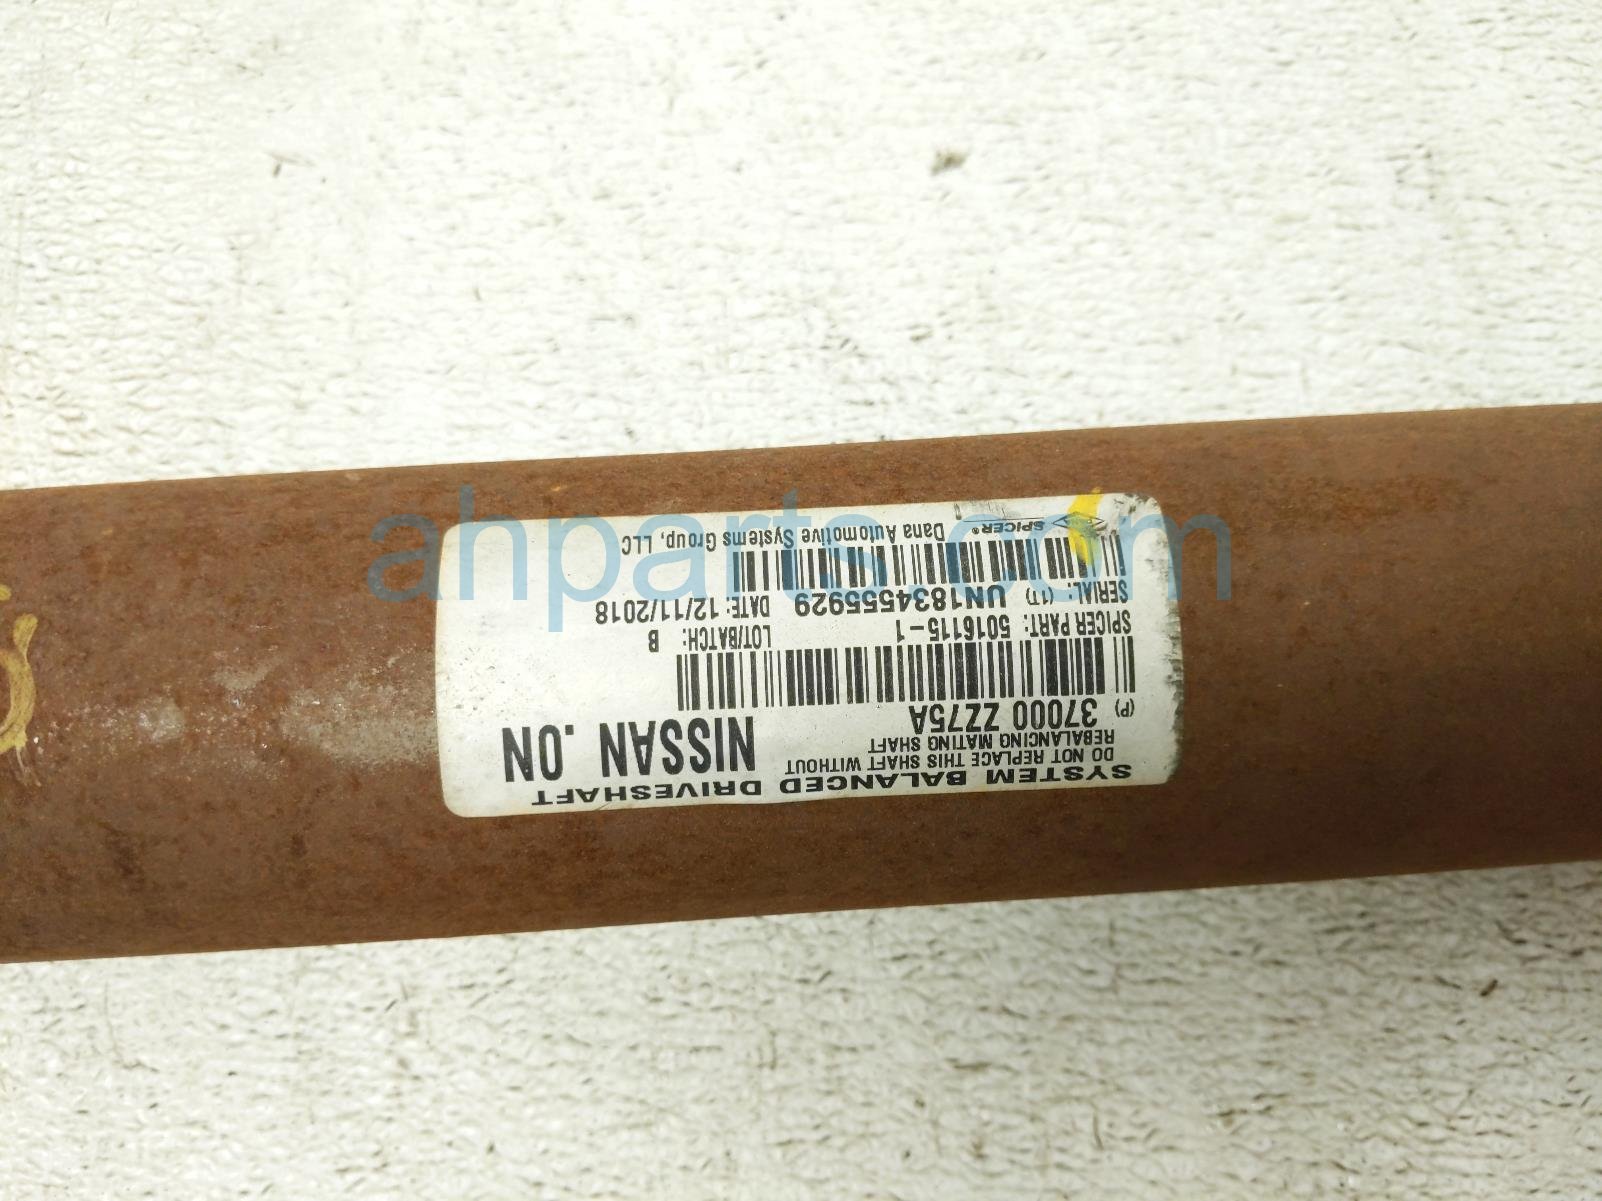 SYSTEM BALANCED DRIVESHAFT
DO NOT REPLACE THIS SHAFT WITHOUT
REBALANCING MATING SHAFT
NISSAN .ON
(P) 37000 ZZ75A
SPICER PART: 5016115-1
LOT/BATCH: B
SERIAL: (1T) UN1834555929
DATE: 12/11/2018
SPICER®
Dana Automotive Systems Group, LLC
ahparts.com